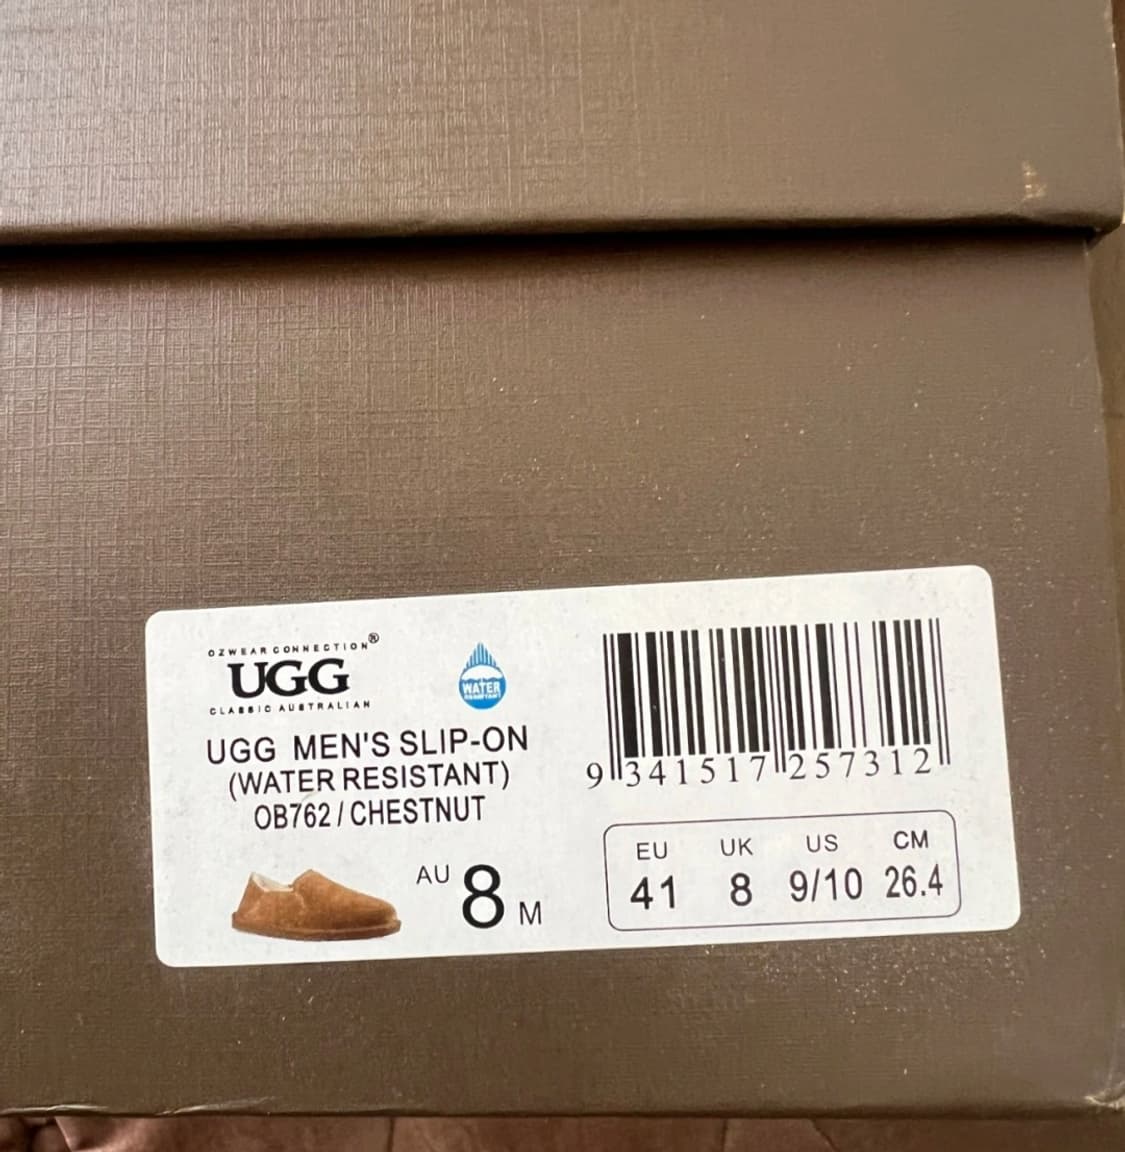 OZWEAR CONNECTION®
UGG
CLASSIC AUSTRALIAN
WATER
RESISTANT
UGG MEN'S SLIP-ON
(WATER RESISTANT)
OB762 / CHESTNUT
AU 8 M
9 341517 257312
EU UK US CM
41 8 9/10 26.4